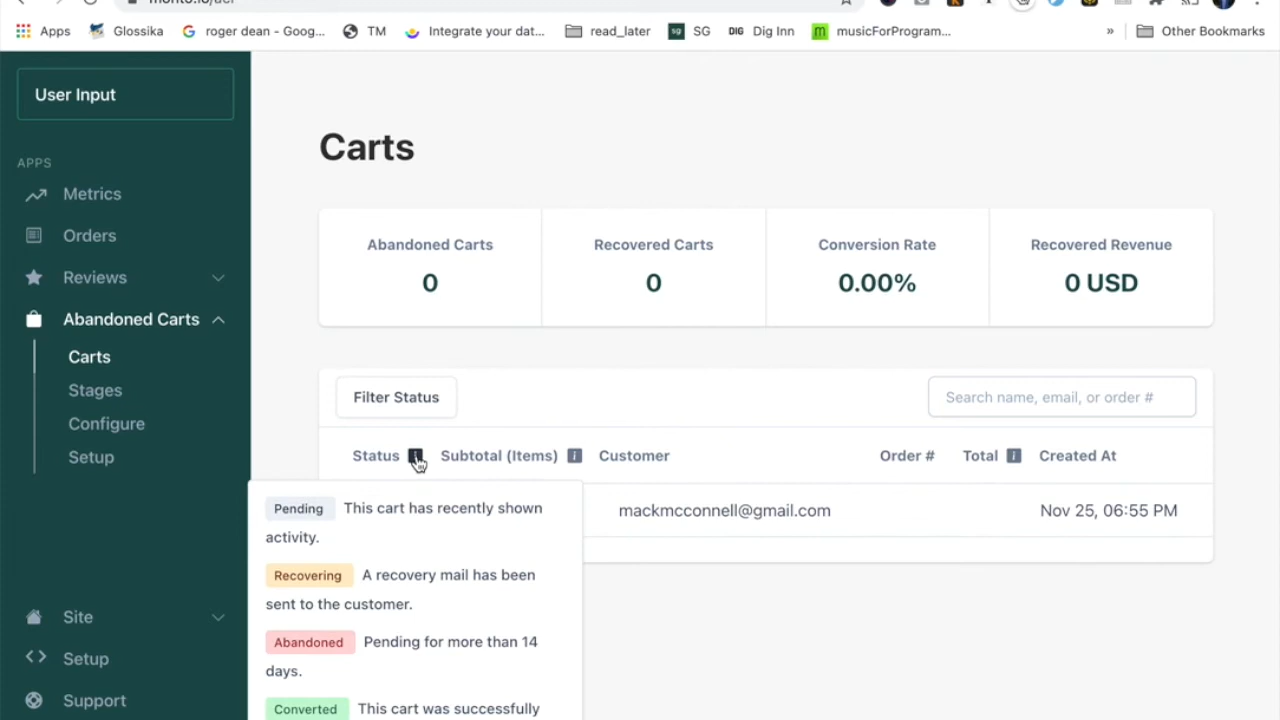 Apps Glossika roger dean - Goog... TM Integrate your dat... read_later SG DIG Dig Inn musicForProgram... » Other Bookmarks
User Input
APPS
Metrics
Orders
Reviews
Abandoned Carts
Carts
Stages
Configure
Setup
Site
Setup
Support
Carts
Abandoned Carts Recovered Carts Conversion Rate Recovered Revenue
0 0 0.00% 0 USD
Filter Status Search name, email, or order #
Status Subtotal (Items) i Customer Order # Total i Created At
mackmcconnell@gmail.com Nov 25, 06:55 PM
Pending This cart has recently shown
activity.
Recovering A recovery mail has been
sent to the customer.
Abandoned Pending for more than 14
days.
Converted This cart was successfully